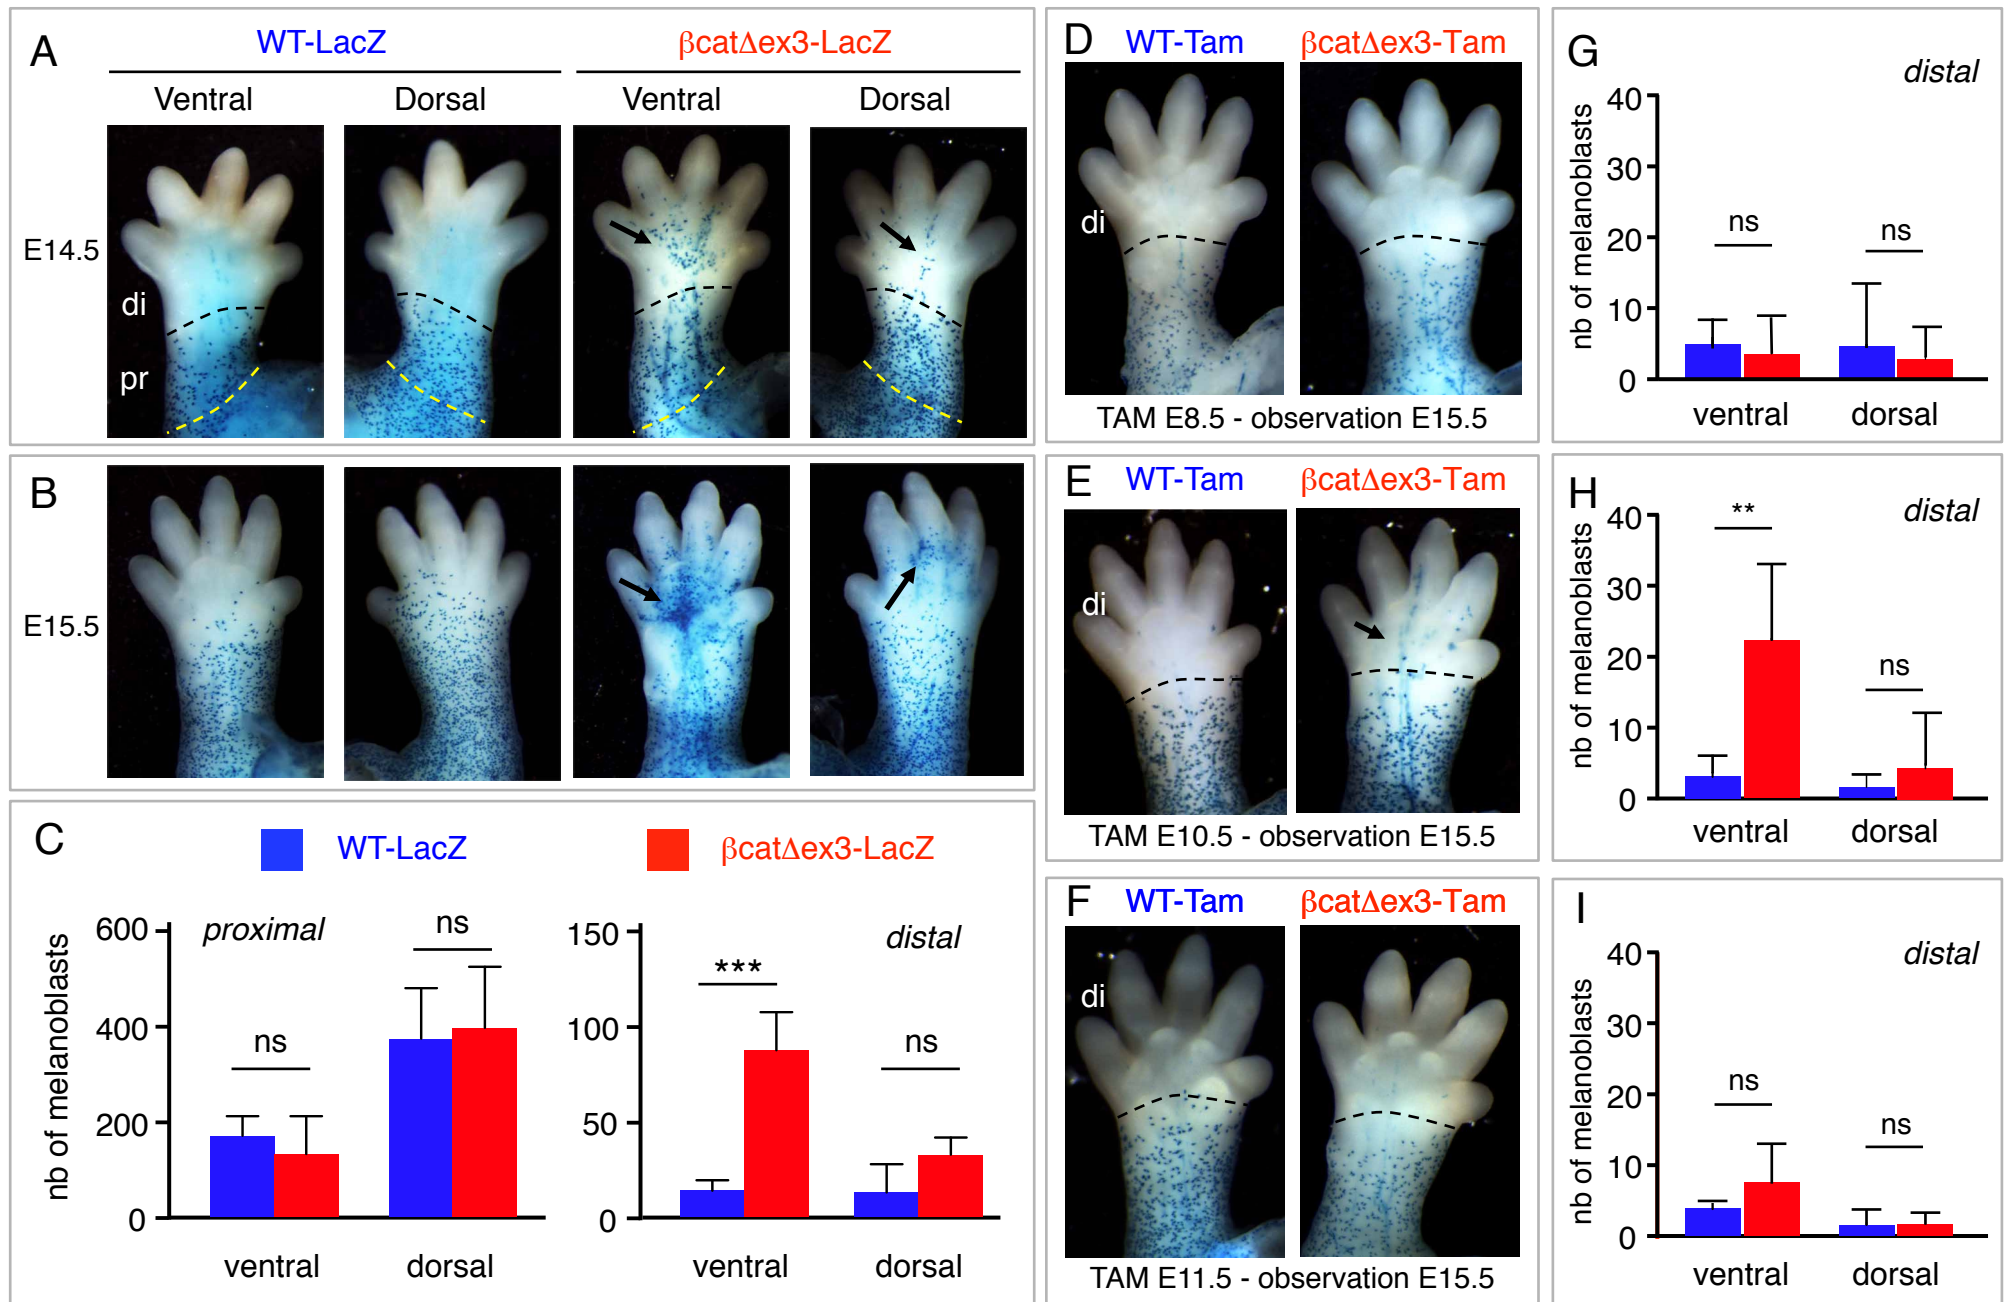 A
WT-LacZ
βcatΔex3-LacZ
Ventral
Dorsal
Ventral
Dorsal
E14.5
di
pr
B
E15.5
C
WT-LacZ
βcatΔex3-LacZ
nb of melanoblasts
600
400
200
0
proximal
ns
ns
ventral
dorsal
150
100
50
0
distal
***
ns
ventral
dorsal
D
WT-Tam
βcatΔex3-Tam
di
TAM E8.5 - observation E15.5
E
WT-Tam
βcatΔex3-Tam
di
TAM E10.5 - observation E15.5
F
WT-Tam
βcatΔex3-Tam
di
TAM E11.5 - observation E15.5
G
distal
nb of melanoblasts
40
30
20
10
0
ns
ns
ventral
dorsal
H
distal
nb of melanoblasts
40
30
20
10
0
**
ns
ventral
dorsal
I
distal
nb of melanoblasts
40
30
20
10
0
ns
ns
ventral
dorsal